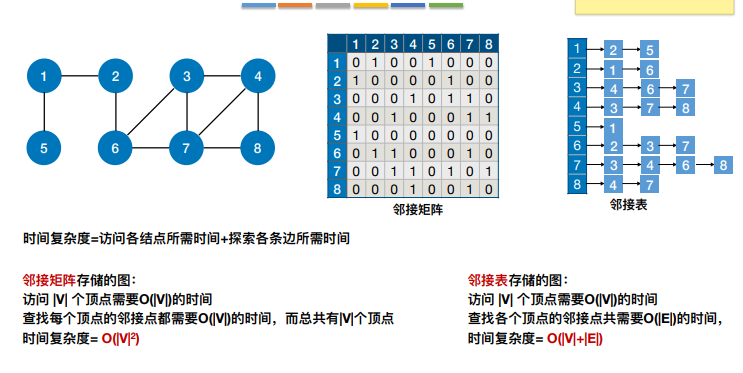 1 2 3 4
5 6 7 8
1 2 3 4 5 6 7 8
1 0 1 0 0 1 0 0 0
2 1 0 0 0 0 1 0 0
3 0 0 0 1 0 1 1 0
4 0 0 1 0 0 0 1 1
5 1 0 0 0 0 0 0 0
6 0 1 1 0 0 0 1 0
7 0 0 1 1 0 1 0 1
8 0 0 0 1 0 0 1 0
邻接矩阵
1 2 5
2 1 6
3 4 6 7
4 3 7 8
5 1
6 2 3 7
7 3 4 6 8
8 4 7
邻接表
时间复杂度=访问各结点所需时间+探索各条边所需时间
邻接矩阵存储的图：
访问 |V| 个顶点需要O(|V|)的时间
查找每个顶点的邻接点都需要O(|V|)的时间，而总共有|V|个顶点
时间复杂度= O(|V|²)
邻接表存储的图：
访问 |V| 个顶点需要O(|V|)的时间
查找各个顶点的邻接点共需要O(|E|)的时间，
时间复杂度= O(|V|+|E|)